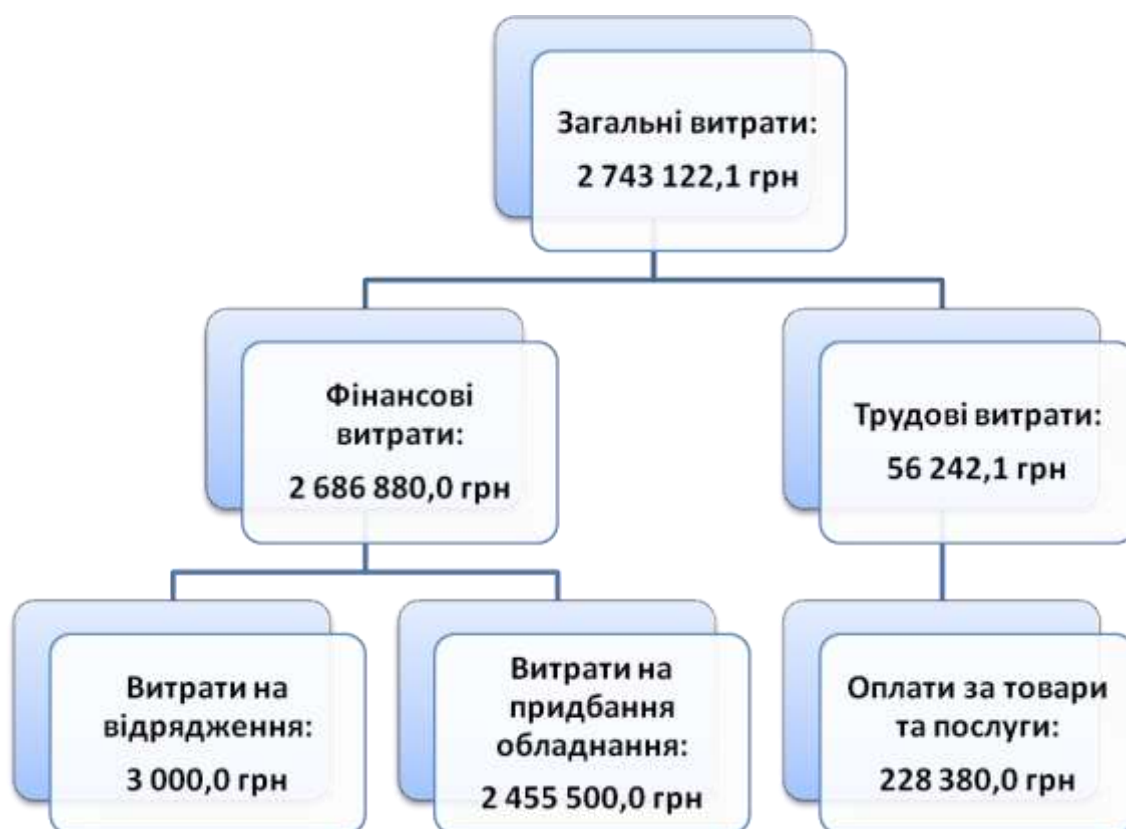 Загальні витрати:
2 743 122,1 грн
Фінансові
витрати:
2 686 880,0 грн
Трудові витрати:
56 242,1 грн
Витрати на
відрядження:
3 000,0 грн
Витрати на
придбання
обладнання:
2 455 500,0 грн
Оплати за товари
та послуги:
228 380,0 грн